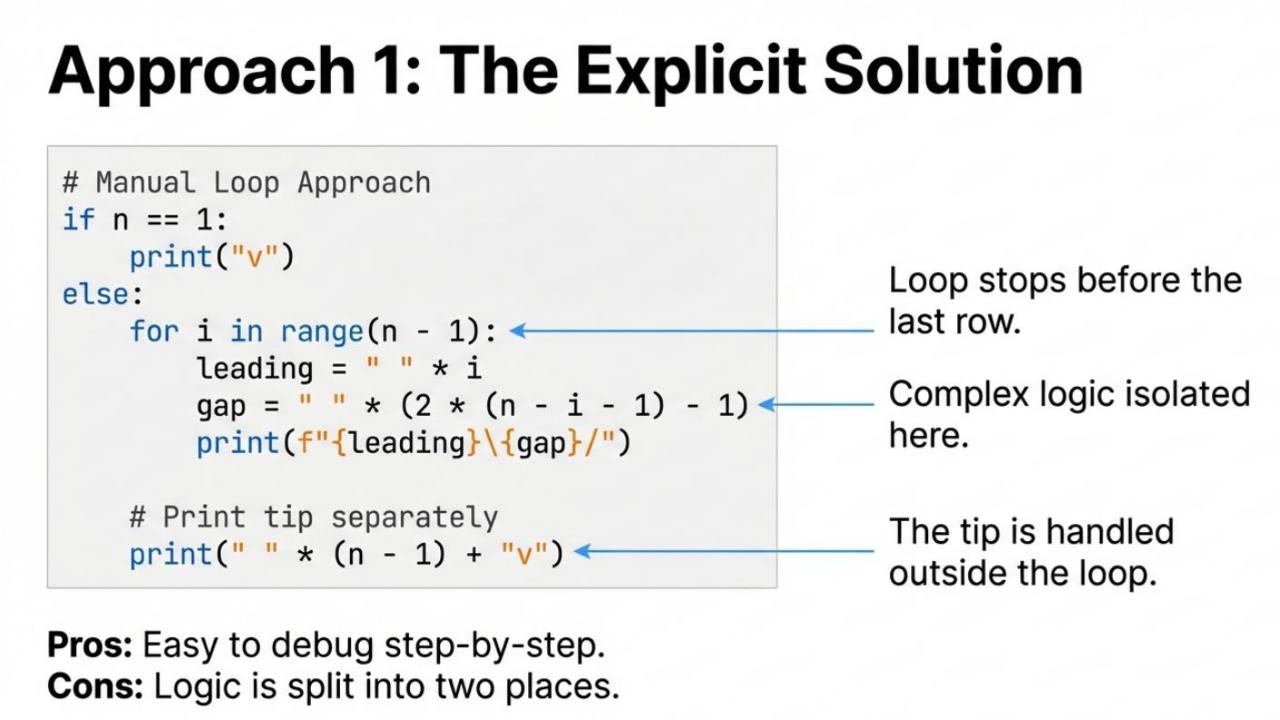 Approach 1: The Explicit Solution
# Manual Loop Approach
if n == 1:
    print("v")
else:
    for i in range(n - 1):
        leading = " " * i
        gap = " " * (2 * (n - i - 1) - 1)
        print(f"{leading}\{gap}/")
    # Print tip separately
    print(" " * (n - 1) + "v")
Loop stops before the
last row.
Complex logic isolated
here.
The tip is handled
outside the loop.
Pros: Easy to debug step-by-step.
Cons: Logic is split into two places.